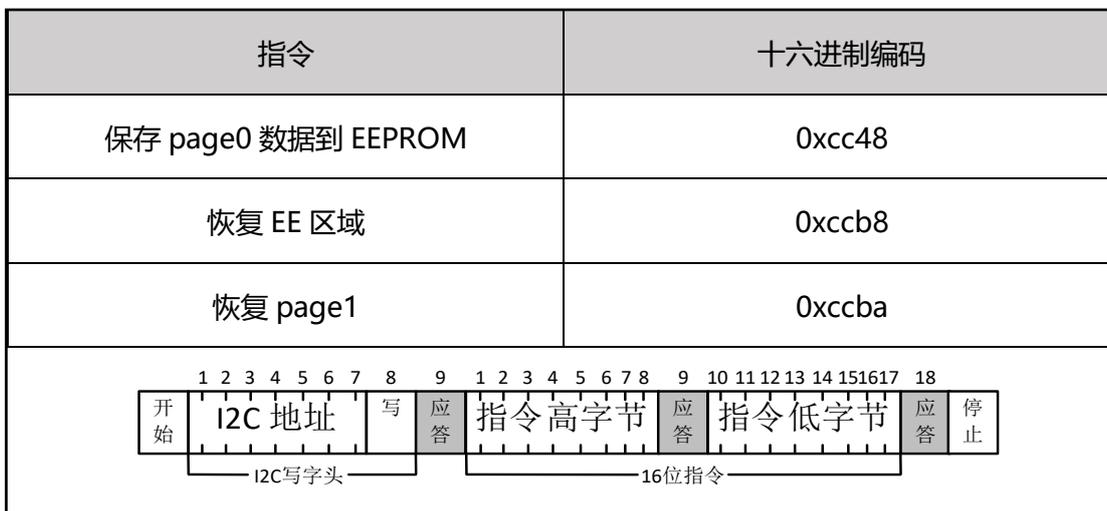 指令 十六进制编码
保存 page0 数据到 EEPROM 0xcc48
恢复 EE 区域 0xccb8
恢复 page1 0xccba
1 2 3 4 5 6 7 8 9 1 2 3 4 5 6 7 8 9 10 11 12 13 14 15 16 17 18
开始 I2C 地址 写 应答 指令高字节 应答 指令低字节 应答 停止
I2C写字头 16位指令